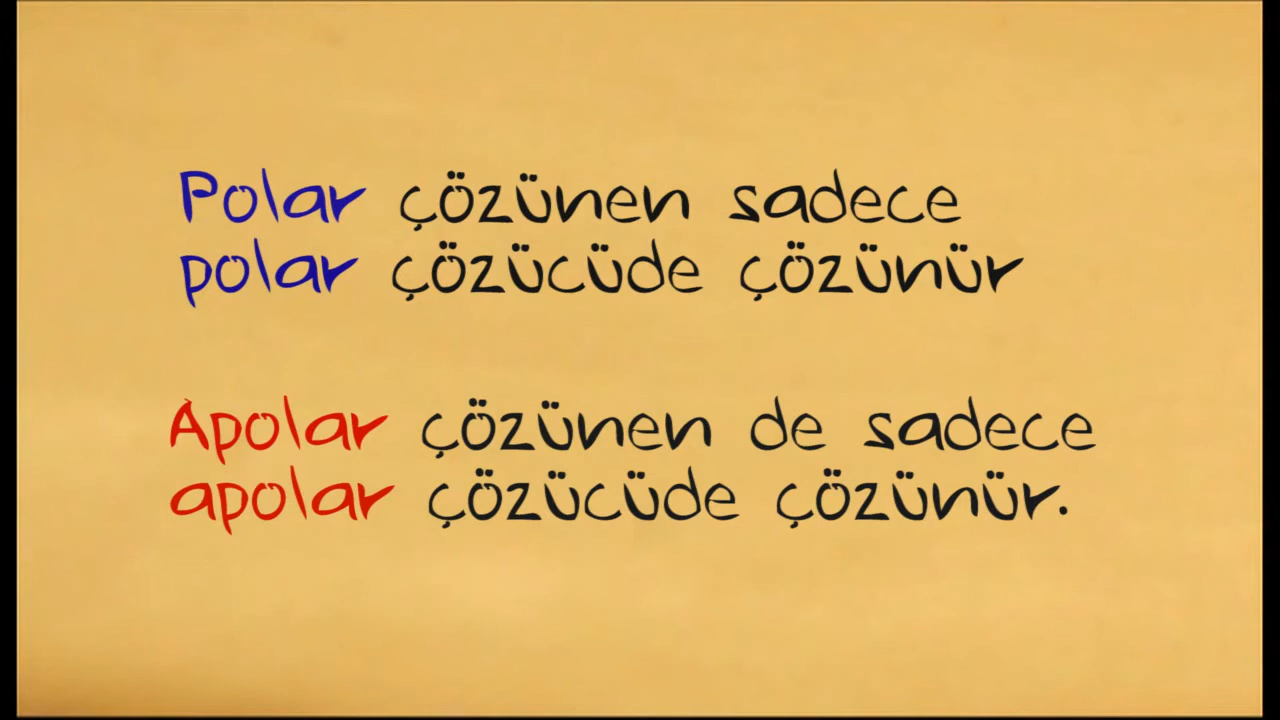 Polar çözünen sadece
polar çözücüde çözünür
Apolar çözünen de sadece
apolar çözücüde çözünür.